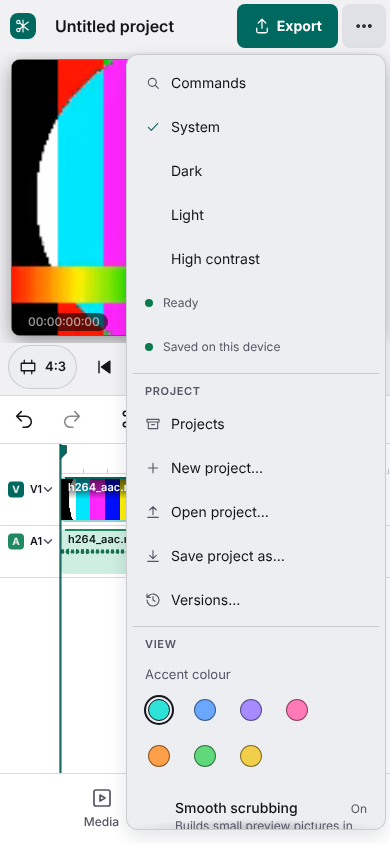 Untitled project
Export
Commands
System
Dark
Light
High contrast
Ready
00:00:00:00
Saved on this device
4:3
PROJECT
Projects
New project...
V V1
h264_aac.
Open project...
A A1
h264_aac.
Save project as...
Versions...
VIEW
Accent colour
Smooth scrubbing On
Builds small preview pictures in
Media